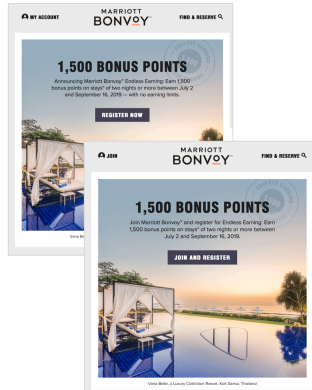 MY ACCOUNT
MARRIOTT
BONVOY
FIND & RESERVE
1,500 BONUS POINTS
Announcing Marriott Bonvoy™ Endless Earning: Earn 1,500
bonus points on stays* of two nights or more between July 2
and September 16, 2019 — with no earning limits.
REGISTER NOW
JOIN
MARRIOTT
BONVOY
FIND & RESERVE
1,500 BONUS POINTS
Join Marriott Bonvoy™ and register for Endless Earning: Earn
1,500 bonus points on stays* of two nights or more between
July 2 and September 16, 2019.
JOIN AND REGISTER
Vana Belle, a Luxury Collection Resort, Koh Samui, Thailand